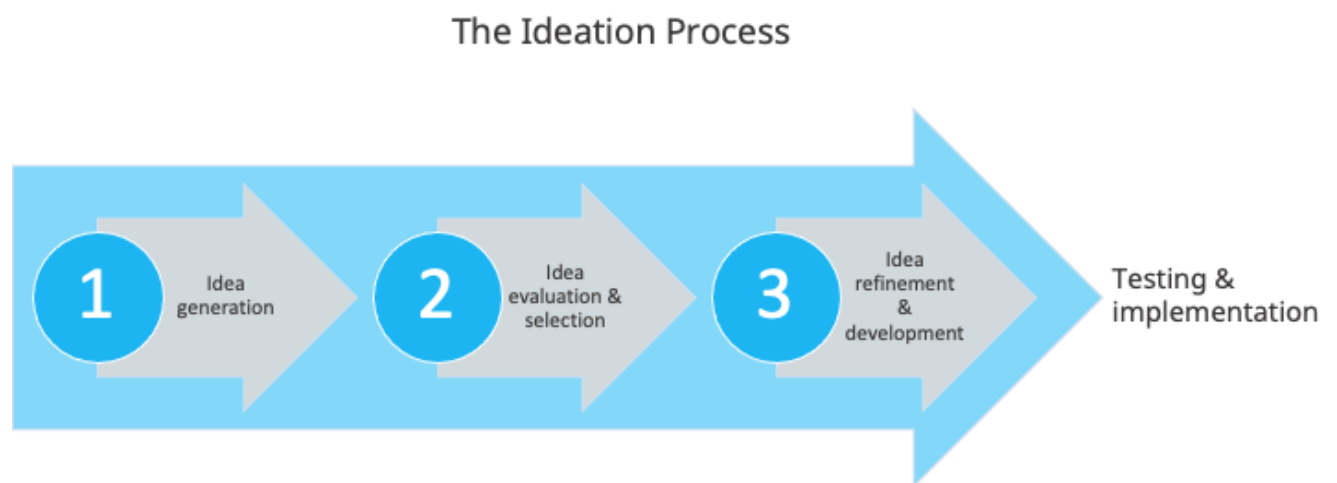 The Ideation Process
1
Idea
generation
2
Idea
evaluation &
selection
3
Idea
refinement
&
development
Testing &
implementation